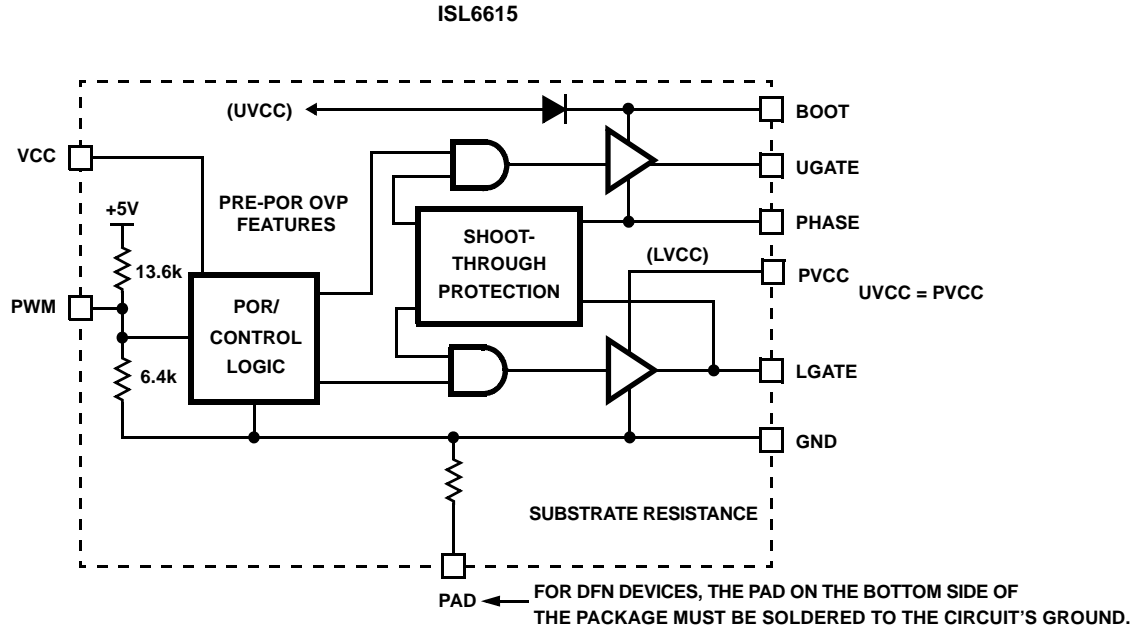 ISL6615
(UVCC)
BOOT
VCC
UGATE
+5V
PRE-POR OVP
FEATURES
PHASE
SHOOT-
THROUGH
PROTECTION
(LVCC)
13.6k
PVCC
UVCC = PVCC
PWM
POR/
CONTROL
LOGIC
6.4k
LGATE
GND
SUBSTRATE RESISTANCE
PAD
FOR DFN DEVICES, THE PAD ON THE BOTTOM SIDE OF
THE PACKAGE MUST BE SOLDERED TO THE CIRCUIT'S GROUND.